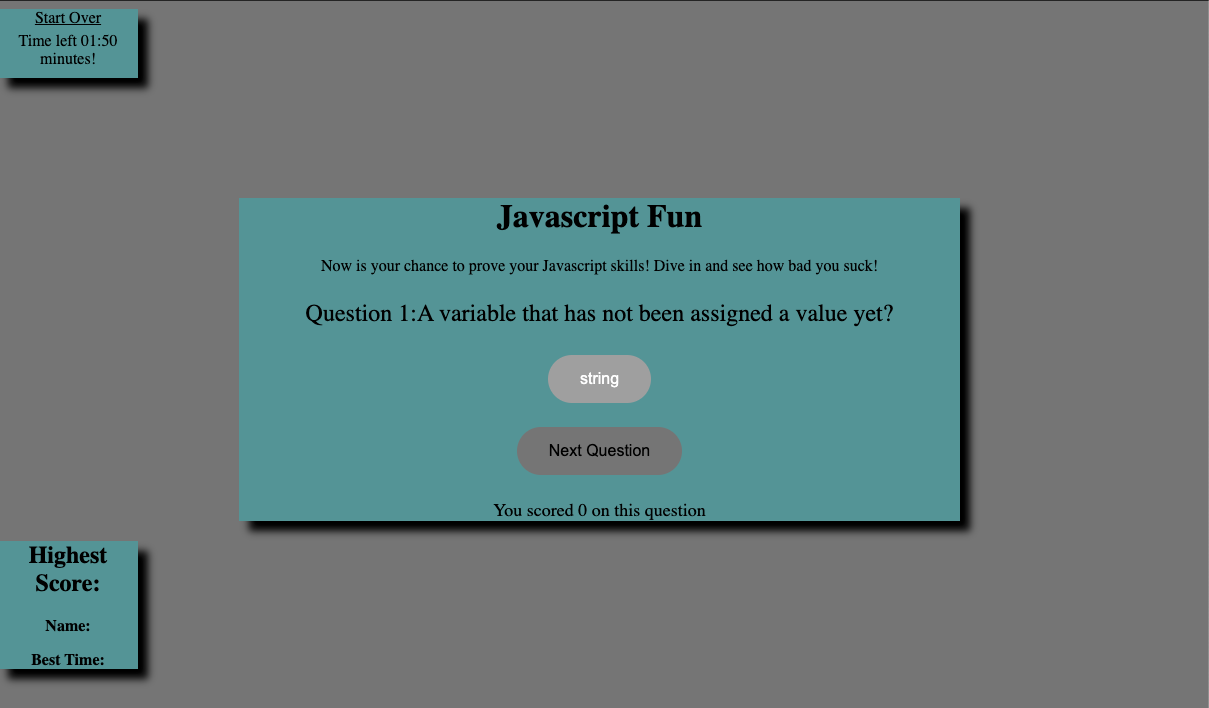 Start Over
Time left 01:50
minutes!
Javascript Fun
Now is your chance to prove your Javascript skills! Dive in and see how bad you suck!
Question 1:A variable that has not been assigned a value yet?
string
Next Question
You scored 0 on this question
Highest
Score:
Name:
Best Time: